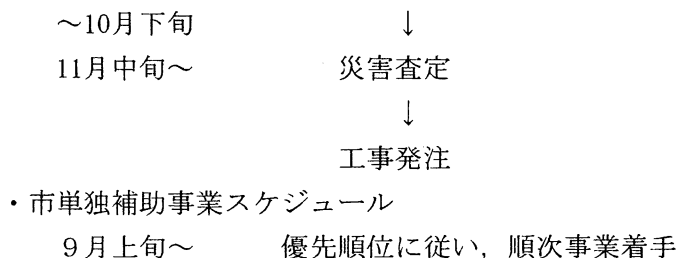 ～10月下旬　↓
11月中旬～　災害査定
↓
工事発注
・市単独補助事業スケジュール
９月上旬～　優先順位に従い，順次事業着手